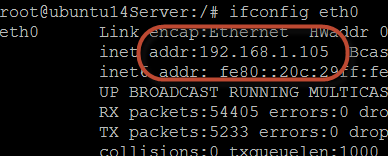 root@ubuntu14Server:/# ifconfig eth0
eth0 Link encap:Ethernet HWaddr 0
inet addr:192.168.1.105 Bcas
inet6 addr: fe80::20c:29ff:fe
UP BROADCAST RUNNING MULTICAS
RX packets:54405 errors:0 drop
TX packets:5233 errors:0 drop
collisions:0 txqueuelen:1000